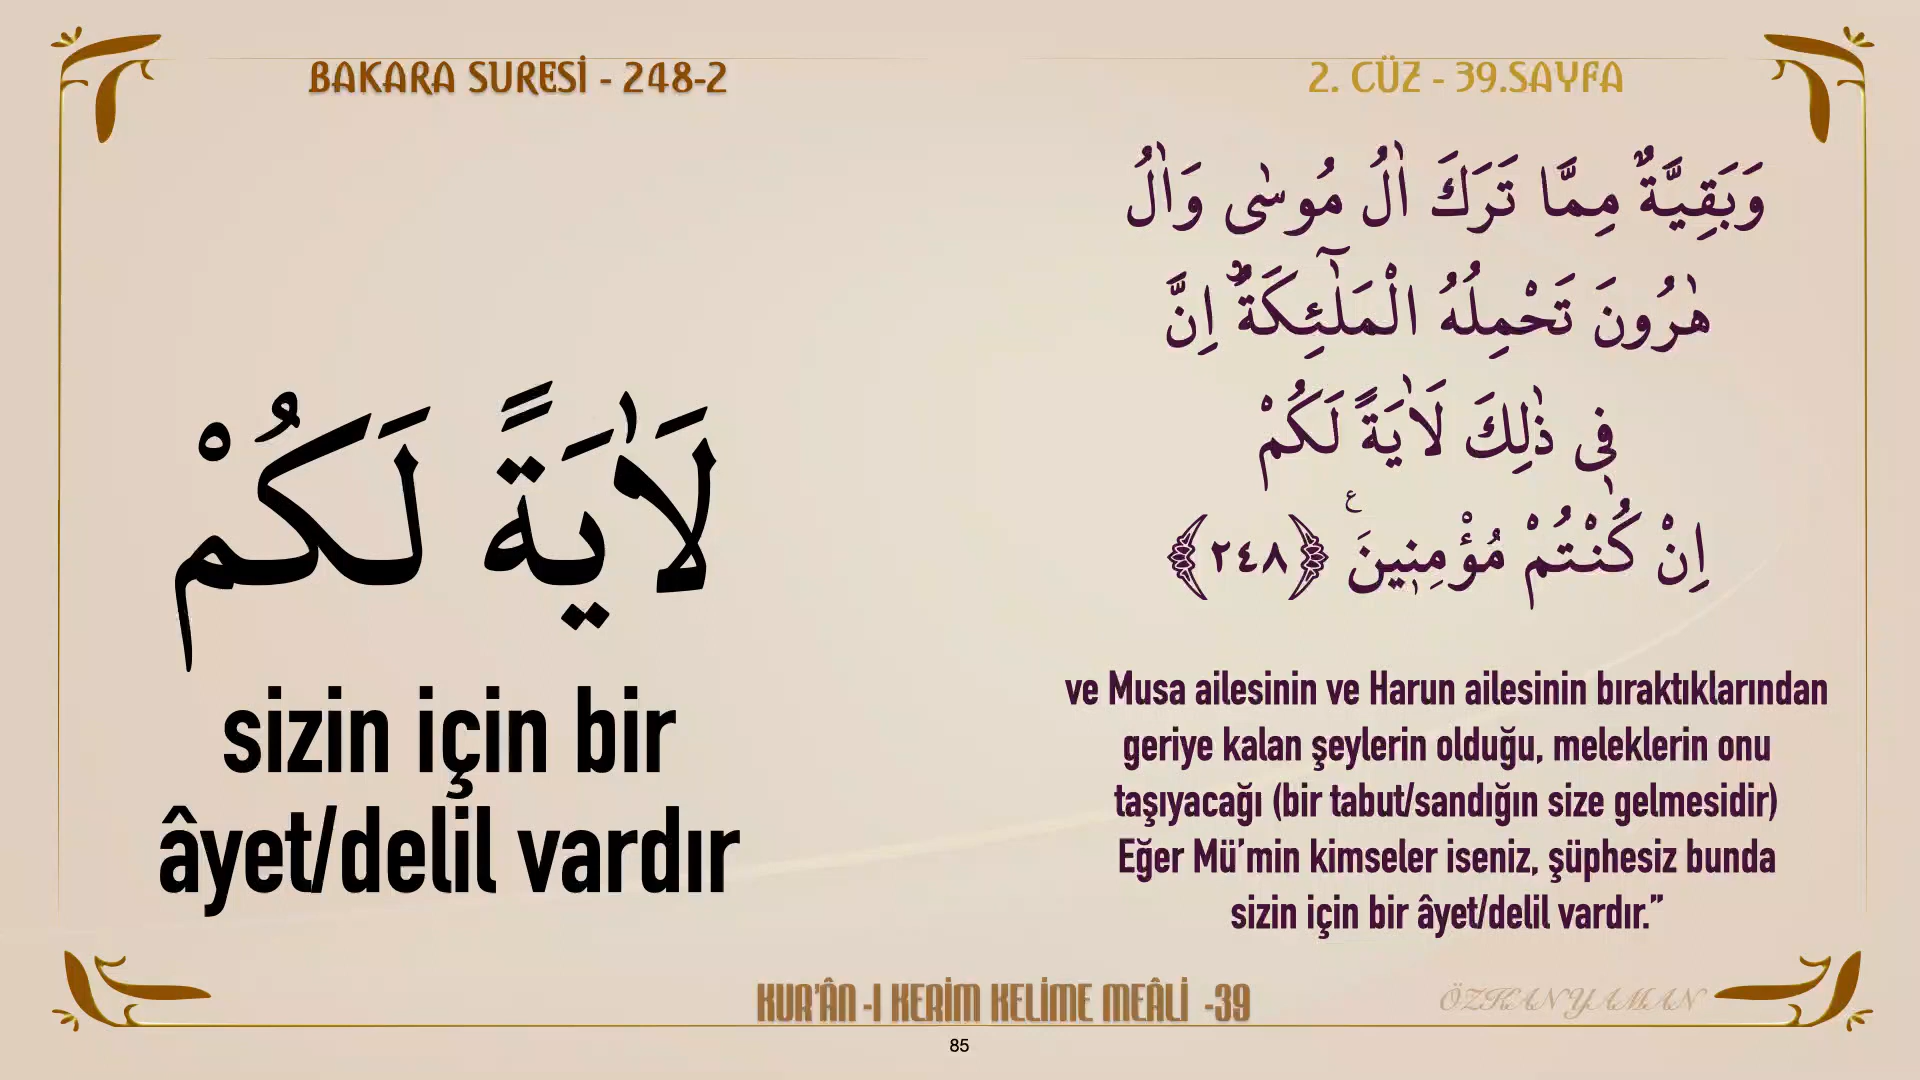 BAKARA SURESİ - 248-2
2. CÜZ - 39.SAYFA
لَاٰيَةً لَكُمْ
sizin için bir
âyet/delil vardır
وَبَقِيَّةٌ مِمَّا تَرَكَ اٰلُ مُوسٰى وَاٰلُ
هٰرُونَ تَحْمِلُهُ الْمَلٰٓئِكَةُۜ اِنَّ
فٖى ذٰلِكَ لَاٰيَةً لَكُمْ
اِنْ كُنْتُمْ مُؤْمِنٖينَ ﴿٢٤٨﴾ ع
ve Musa ailesinin ve Harun ailesinin bıraktıklarından
geriye kalan şeylerin olduğu, meleklerin onu
taşıyacağı (bir tabut/sandığın size gelmesidir)
Eğer Mü’min kimseler iseniz, şüphesiz bunda
sizin için bir âyet/delil vardır.”
KUR’ÂN -I KERİM KELİME MEÂLİ -39
ÖZKAN YAMAN
85